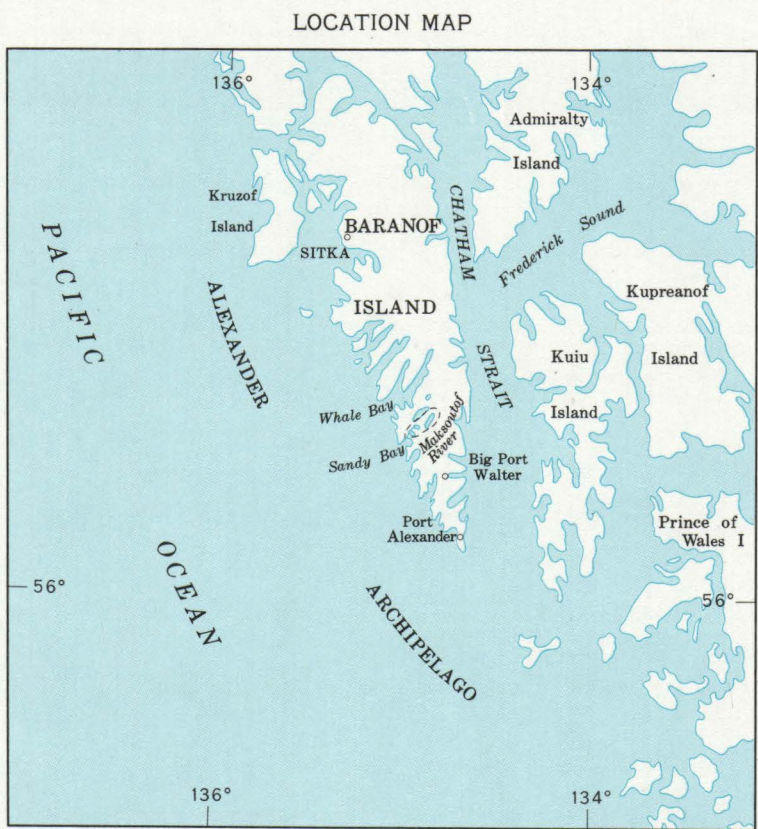 LOCATION MAP
136°
134°
Admiralty
Island
Kruzof
Island
CHATHAM
STRAIT
Frederick Sound
BARANOF
ISLAND
SITKA
PACIFIC
OCEAN
ALEXANDER
ARCHIPELAGO
Kupreanof
Island
Kuiu
Island
Whale Bay
Sandy Bay
Maksoutof
River
Big Port
Walter
Port
Alexander
Prince of
Wales I
56°
56°
136°
134°